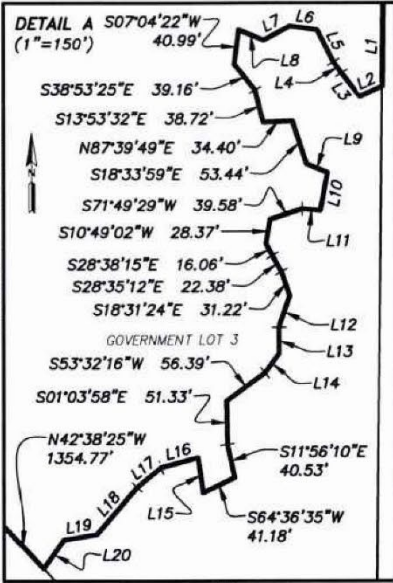 DETAIL A
(1"=150')
S07°04'22"W
40.99'
L7
L6
L8
L5
L4
L3
L2
L1
S38°53'25"E 39.16'
S13°53'32"E 38.72'
N87°39'49"E 34.40'
S18°33'59"E 53.44'
S71°49'29"W 39.58'
S10°49'02"W 28.37'
S28°38'15"E 16.06'
S28°35'12"E 22.38'
S18°31'24"E 31.22'
L9
L10
L11
N
L12
GOVERNMENT LOT 3
L13
S53°32'16"W 56.39'
L14
S01°03'58"E 51.33'
N42°38'25"W
1354.77'
L16
L17
L18
L19
L20
L15
S11°56'10"E
40.53'
S64°36'35"W
41.18'